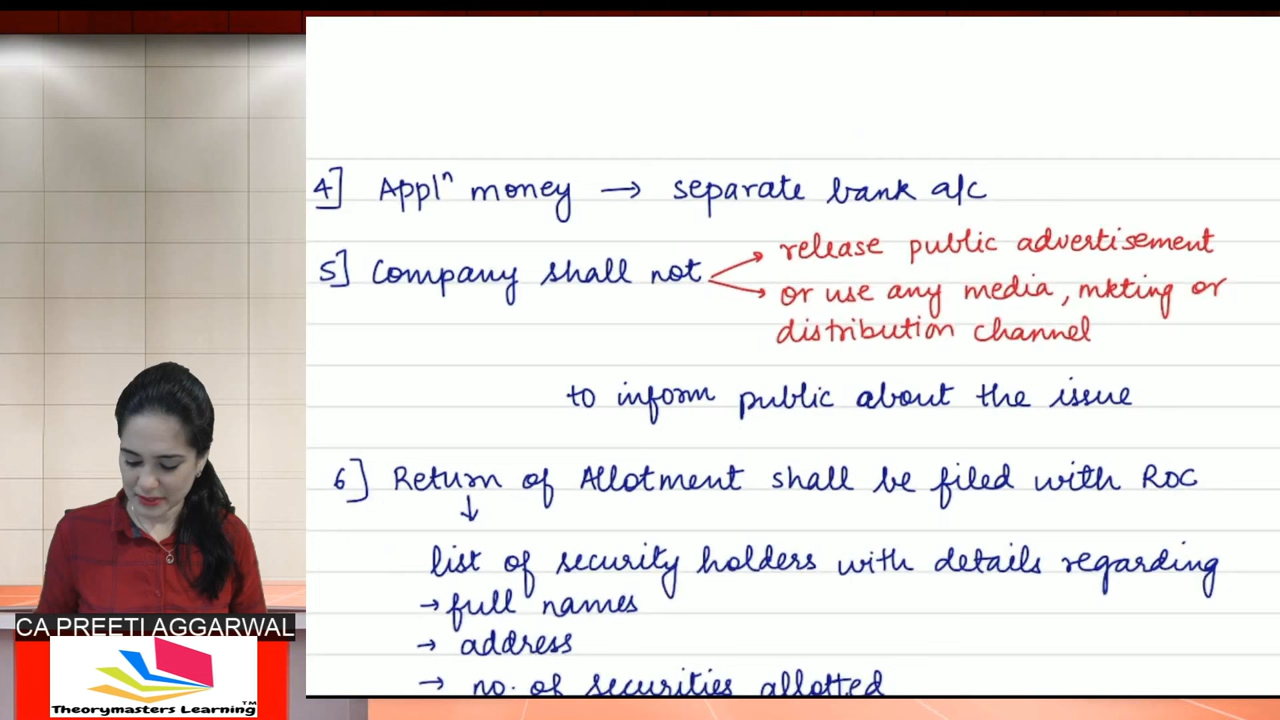 4] Applⁿ money → separate bank a/c
5] Company shall not → release public advertisement
→ or use any media, mkting or
distribution channel
to inform public about the issue
6] Return of Allotment shall be filed with ROC
↓
list of security holders with details regarding
→ full names
→ address
→ no. of securities allotted
CA PREETI AGGARWAL
Theorymasters Learning™